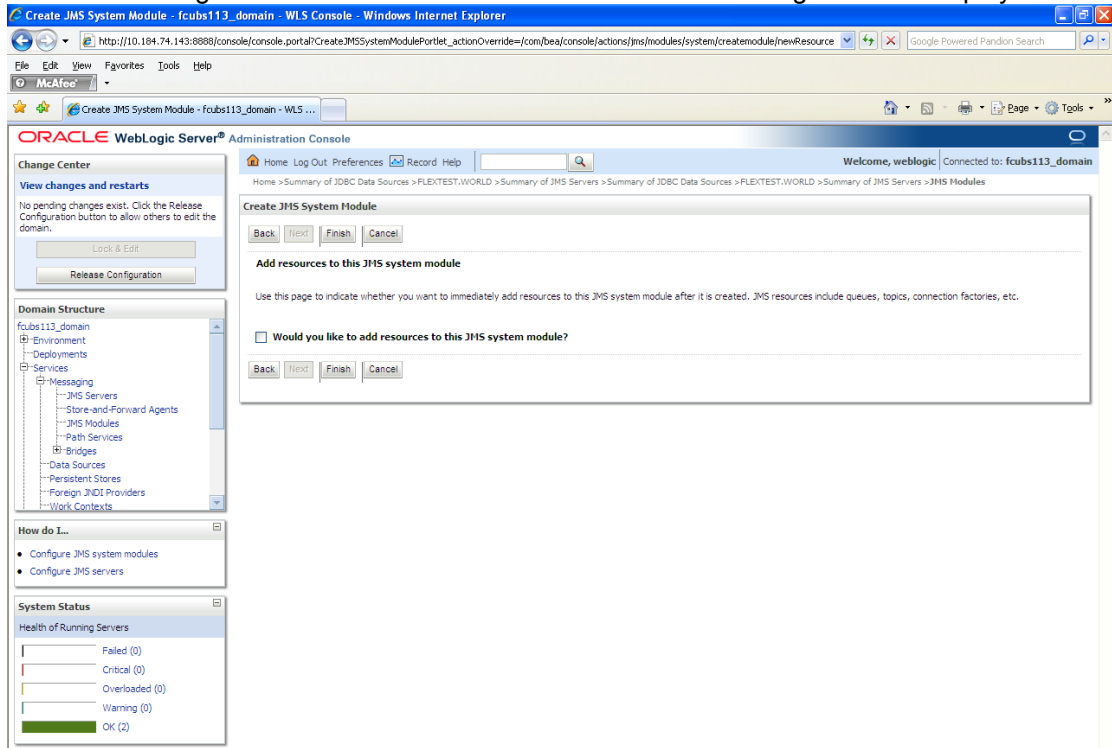 Create JMS System Module - fcubs113_domain - WLS Console - Windows Internet Explorer
http://10.184.74.143:8888/console/console.portal?CreateJMSSystemModulePortlet_actionOverride=/com/bea/console/actions/jms/modules/system/createmodule/newResource
Google Powered Pandion Search
File Edit View Favorites Tools Help
McAfee
Create JMS System Module - fcubs113_domain - WLS ...
Page Tools »
ORACLE WebLogic Server® Administration Console
Change Center
View changes and restarts
No pending changes exist. Click the Release
Configuration button to allow others to edit the
domain.
Lock & Edit
Release Configuration
Domain Structure
fcubs113_domain
Environment
Deployments
Services
Messaging
JMS Servers
Store-and-Forward Agents
JMS Modules
Path Services
Bridges
Data Sources
Persistent Stores
Foreign JNDI Providers
Work Contexts
How do I...
Configure JMS system modules
Configure JMS servers
System Status
Health of Running Servers
Failed (0)
Critical (0)
Overloaded (0)
Warning (0)
OK (2)
Home Log Out Preferences Record Help
Welcome, weblogic Connected to: fcubs113_domain
Home >Summary of JDBC Data Sources >FLEXTEST.WORLD >Summary of JMS Servers >Summary of JDBC Data Sources >FLEXTEST.WORLD >Summary of JMS Servers >JMS Modules
Create JMS System Module
Back Next Finish Cancel
Add resources to this JMS system module
Use this page to indicate whether you want to immediately add resources to this JMS system module after it is created. JMS resources include queues, topics, connection factories, etc.
Would you like to add resources to this JMS system module?
Back Next Finish Cancel